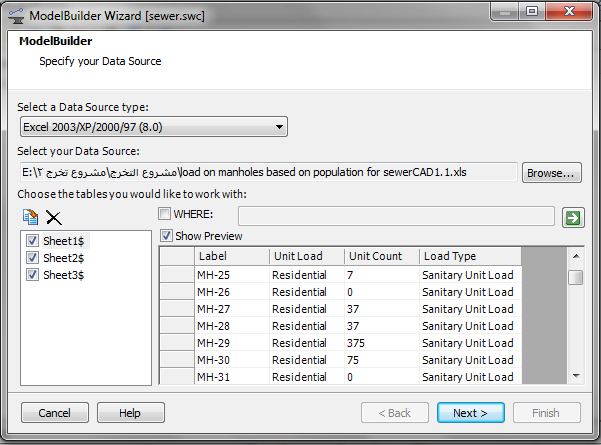 ModelBuilder Wizard [sewer.swc]
ModelBuilder
Specify your Data Source
Select a Data Source type:
Excel 2003/XP/2000/97 (8.0)
Select your Data Source:
E:\مشروع التخرج\مشروع تخرج ٢\load on manholes based on population for sewerCAD1.1.xls
Browse...
Choose the tables you would like to work with:
WHERE:
Show Preview
Sheet1$
Sheet2$
Sheet3$
Label Unit Load Unit Count Load Type
MH-25 Residential 7 Sanitary Unit Load
MH-26 Residential 0 Sanitary Unit Load
MH-27 Residential 37 Sanitary Unit Load
MH-28 Residential 37 Sanitary Unit Load
MH-29 Residential 375 Sanitary Unit Load
MH-30 Residential 75 Sanitary Unit Load
MH-31 Residential 0 Sanitary Unit Load
Cancel Help < Back Next > Finish